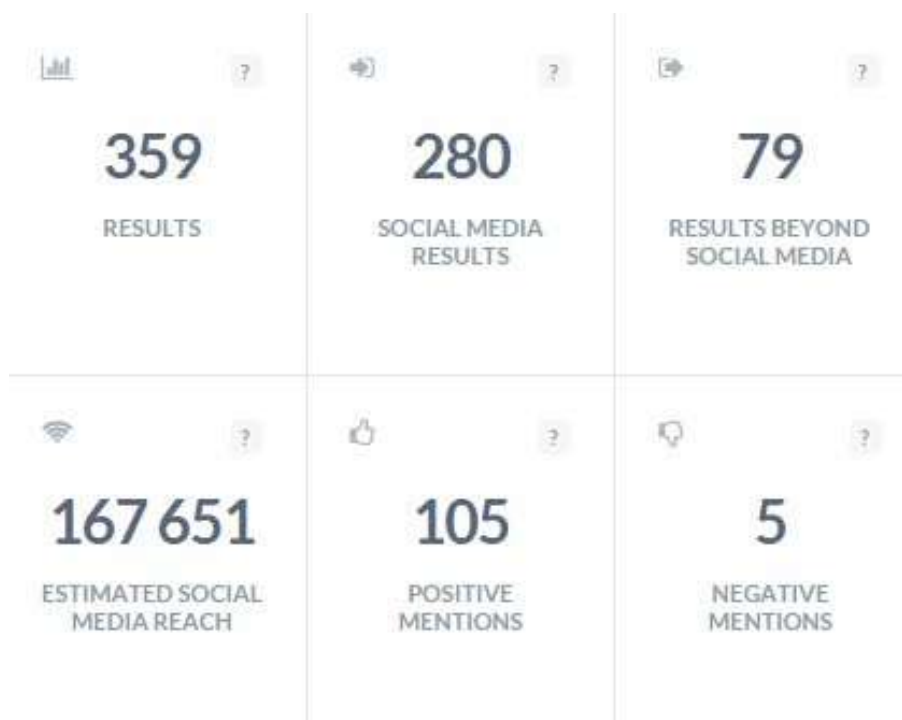 ?
?
?
359
280
79
RESULTS
SOCIAL MEDIA
RESULTS
RESULTS BEYOND
SOCIAL MEDIA
?
?
?
167 651
105
5
ESTIMATED SOCIAL
MEDIA REACH
POSITIVE
MENTIONS
NEGATIVE
MENTIONS